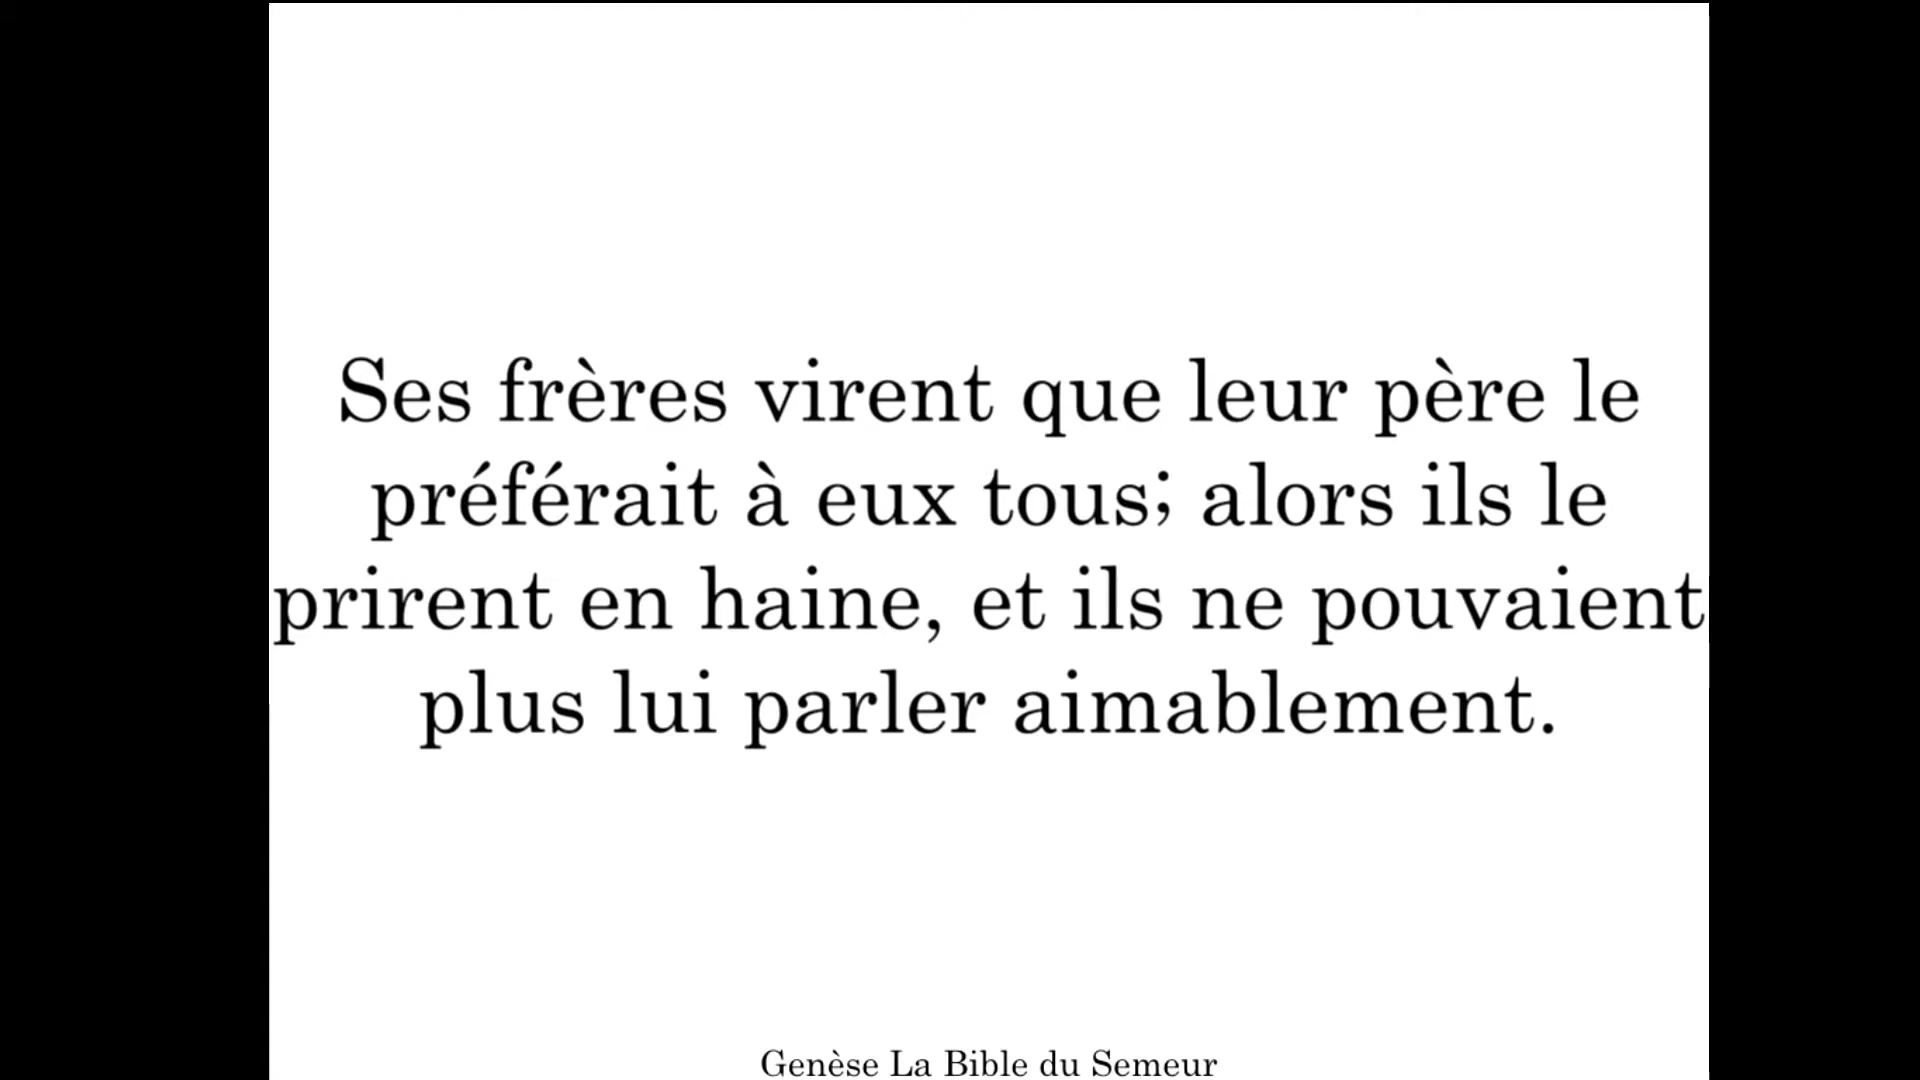 Ses frères virent que leur père le
préférait à eux tous; alors ils le
prirent en haine, et ils ne pouvaient
plus lui parler aimablement.
Genèse La Bible du Semeur